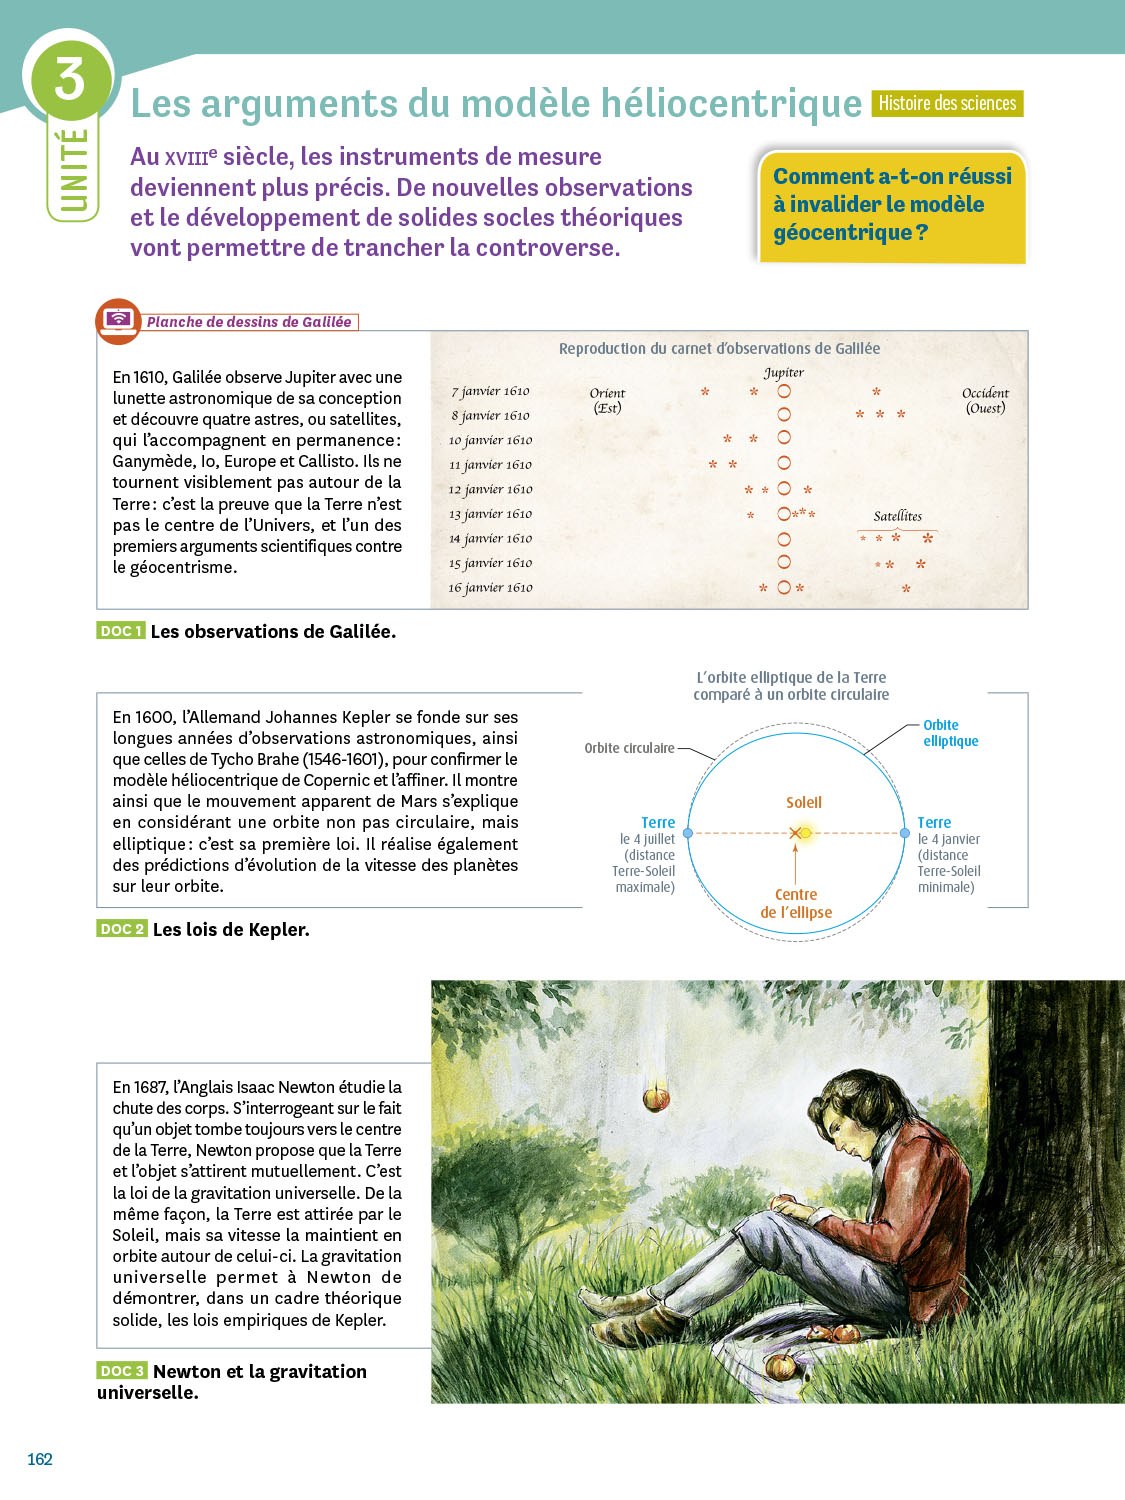 3
UNITÉ
Les arguments du modèle héliocentrique
Histoire des sciences
Au XVIIIe siècle, les instruments de mesure
deviennent plus précis. De nouvelles observations
et le développement de solides socles théoriques
vont permettre de trancher la controverse.
Comment a-t-on réussi
à invalider le modèle
géocentrique ?
Planche de dessins de Galilée
En 1610, Galilée observe Jupiter avec une
lunette astronomique de sa conception
et découvre quatre astres, ou satellites,
qui l'accompagnent en permanence :
Ganymède, Io, Europe et Callisto. Ils ne
tournent visiblement pas autour de la
Terre : c'est la preuve que la Terre n'est
pas le centre de l'Univers, et l'un des
premiers arguments scientifiques contre
le géocentrisme.
Reproduction du carnet d'observations de Galilée
Jupiter
7 janvier 1610
Orient
(Est)
Occident
(Ouest)
8 janvier 1610
10 janvier 1610
11 janvier 1610
12 janvier 1610
13 janvier 1610
Satellites
14 janvier 1610
15 janvier 1610
16 janvier 1610
DOC 1 Les observations de Galilée.
En 1600, l'Allemand Johannes Kepler se fonde sur ses
longues années d'observations astronomiques, ainsi
que celles de Tycho Brahe (1546-1601), pour confirmer le
modèle héliocentrique de Copernic et l'affiner. Il montre
ainsi que le mouvement apparent de Mars s'explique
en considérant une orbite non pas circulaire, mais
elliptique : c'est sa première loi. Il réalise également
des prédictions d'évolution de la vitesse des planètes
sur leur orbite.
L'orbite elliptique de la Terre
comparé à un orbite circulaire
Orbite circulaire
Orbite
elliptique
Soleil
Terre
le 4 juillet
(distance
Terre-Soleil
maximale)
Terre
le 4 janvier
(distance
Terre-Soleil
minimale)
Centre
de l'ellipse
DOC 2 Les lois de Kepler.
En 1687, l'Anglais Isaac Newton étudie la
chute des corps. S'interrogeant sur le fait
qu'un objet tombe toujours vers le centre
de la Terre, Newton propose que la Terre
et l'objet s'attirent mutuellement. C'est
la loi de la gravitation universelle. De la
même façon, la Terre est attirée par le
Soleil, mais sa vitesse la maintient en
orbite autour de celui-ci. La gravitation
universelle permet à Newton de
démontrer, dans un cadre théorique
solide, les lois empiriques de Kepler.
DOC 3 Newton et la gravitation
universelle.
162